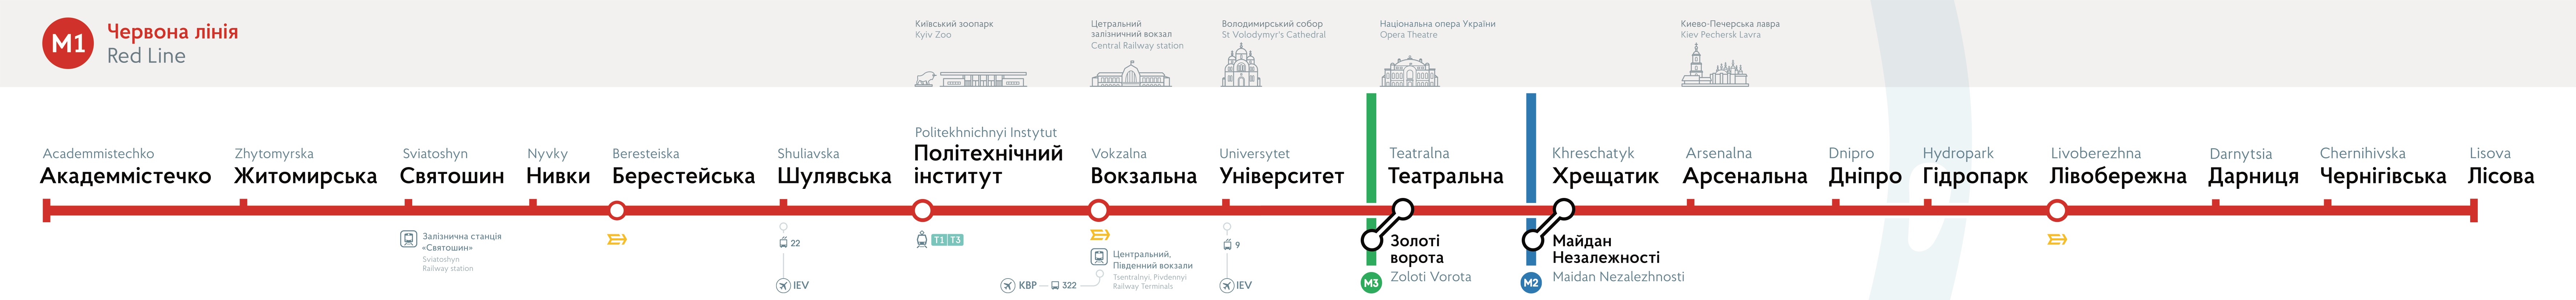 M1
Червона лінія
Red Line
Київський зоопарк
Kyiv Zoo
Цетральний
залізничний вокзал
Central Railway station
Володимирський собор
St Volodymyr's Cathedral
Національна опера України
Opera Theatre
Києво-Печерська лавра
Kiev Pechersk Lavra
Academmistechko
Академмістечко
Zhytomyrska
Житомирська
Sviatoshyn
Святошин
Nyvky
Нивки
Beresteiska
Берестейська
Shuliavska
Шулявська
Politekhnichnyi Instytut
Політехнічний
інститут
Vokzalna
Вокзальна
Universytet
Університет
Teatralna
Театральна
Khreschatyk
Хрещатик
Arsenalna
Арсенальна
Dnipro
Дніпро
Hydropark
Гідропарк
Livoberezhna
Лівобережна
Darnytsia
Дарниця
Chernihivska
Чернігівська
Lisova
Лісова
Залізнична станція
«Святошин»
Sviatoshyn
Railway station
22
IEV
T1 T3
Центральний,
Південний вокзали
Tsentralnyi, Pivdennyi
Railway Terminals
KBP
322
9
IEV
Золоті
ворота
Zoloti Vorota
M3
Майдан
Незалежності
Maidan Nezalezhnosti
M2